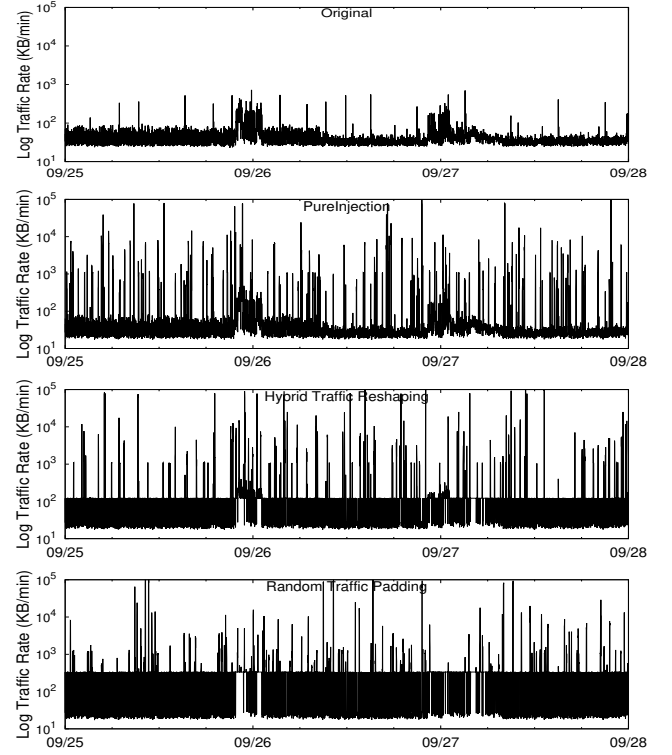 Original
Log Traffic Rate (KB/min)
10^5
10^4
10^3
10^2
10^1
09/25 09/26 09/27 09/28
PureInjection
Log Traffic Rate (KB/min)
10^5
10^4
10^3
10^2
10^1
09/25 09/26 09/27 09/28
Hybrid Traffic Reshaping
Log Traffic Rate (KB/min)
10^5
10^4
10^3
10^2
10^1
09/25 09/26 09/27 09/28
Random Traffic Padding
Log Traffic Rate (KB/min)
10^5
10^4
10^3
10^2
10^1
09/25 09/26 09/27 09/28